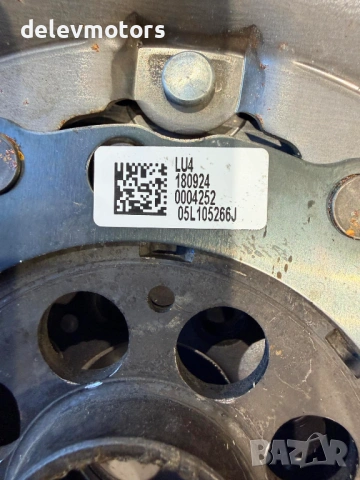 delevmotors
LU4
180924
0004252
05L105266J
BAZAR